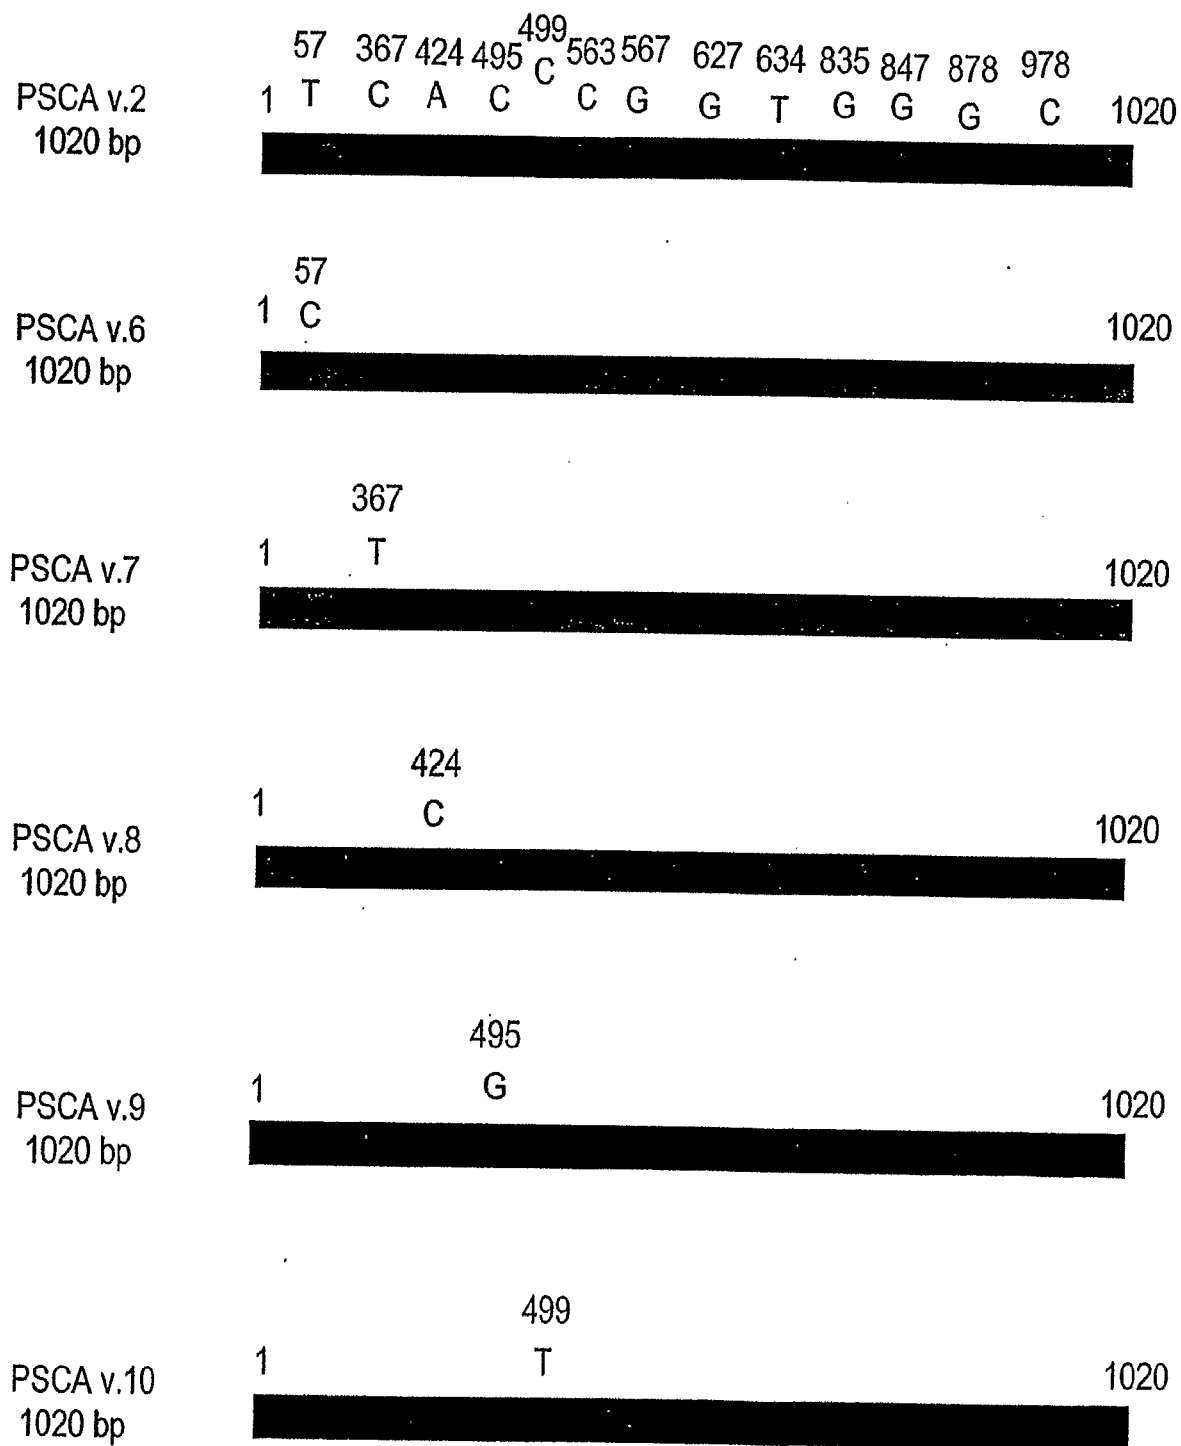 57 367 424 495 499 563 567 627 634 835 847 878 978
PSCA v.2 1 T C A C C C G G T G G G C 1020
1020 bp
57
PSCA v.6 1 C 1020
1020 bp
367
PSCA v.7 1 T 1020
1020 bp
424
PSCA v.8 1 C 1020
1020 bp
495
PSCA v.9 1 G 1020
1020 bp
499
PSCA v.10 1 T 1020
1020 bp